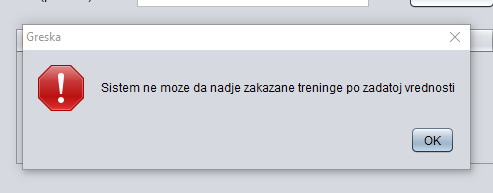 Greska
Sistem ne moze da nadje zakazane treninge po zadatoj vrednosti
OK